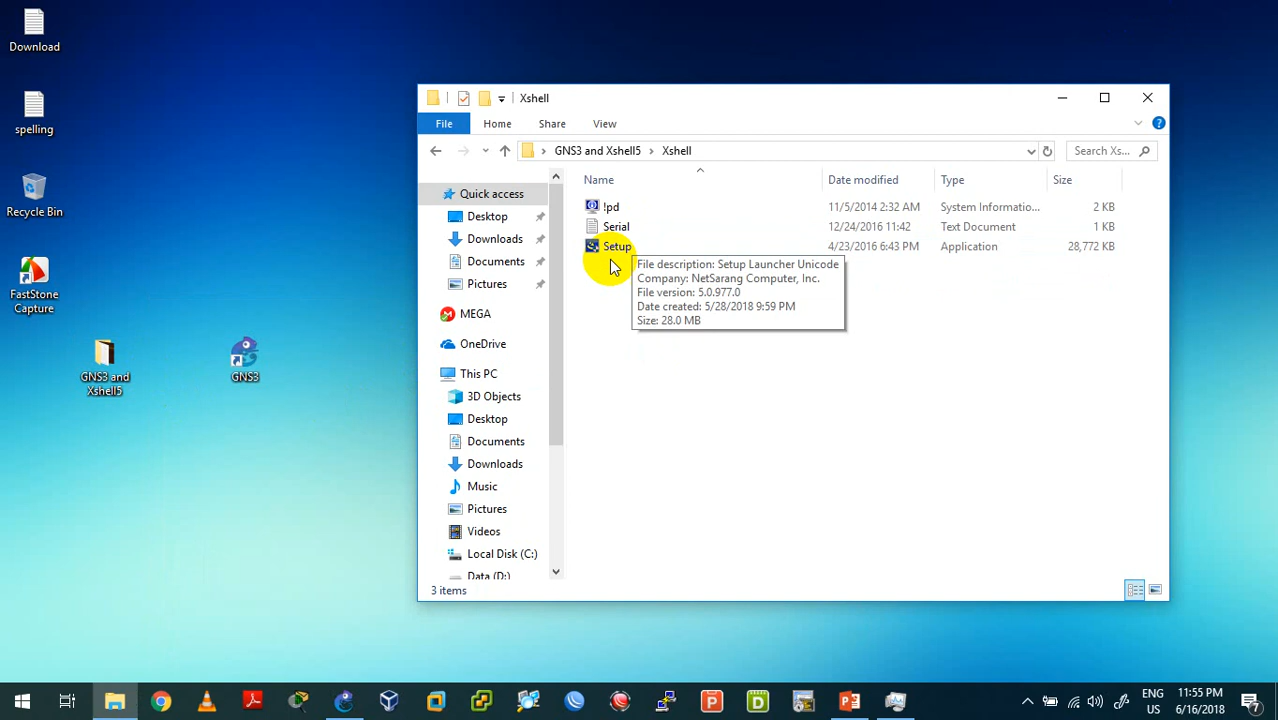 Download
spelling
Recycle Bin
FastStone
Capture
GNS3 and
Xshell5
GNS3
Xshell
File
Home
Share
View
GNS3 and Xshell5
Xshell
Search Xs...
Name
Date modified
Type
Size
!pd
11/5/2014 2:32 AM
System Informatio...
2 KB
Serial
12/24/2016 11:42
Text Document
1 KB
Setup
4/23/2016 6:43 PM
Application
28,772 KB
File description: Setup Launcher Unicode
Company: NetSarang Computer, Inc.
File version: 5.0.977.0
Date created: 5/28/2018 9:59 PM
Size: 28.0 MB
Quick access
Desktop
Downloads
Documents
Pictures
MEGA
OneDrive
This PC
3D Objects
Desktop
Documents
Downloads
Music
Pictures
Videos
Local Disk (C:)
Data (D:)
3 items
ENG
US
11:55 PM
6/16/2018
7